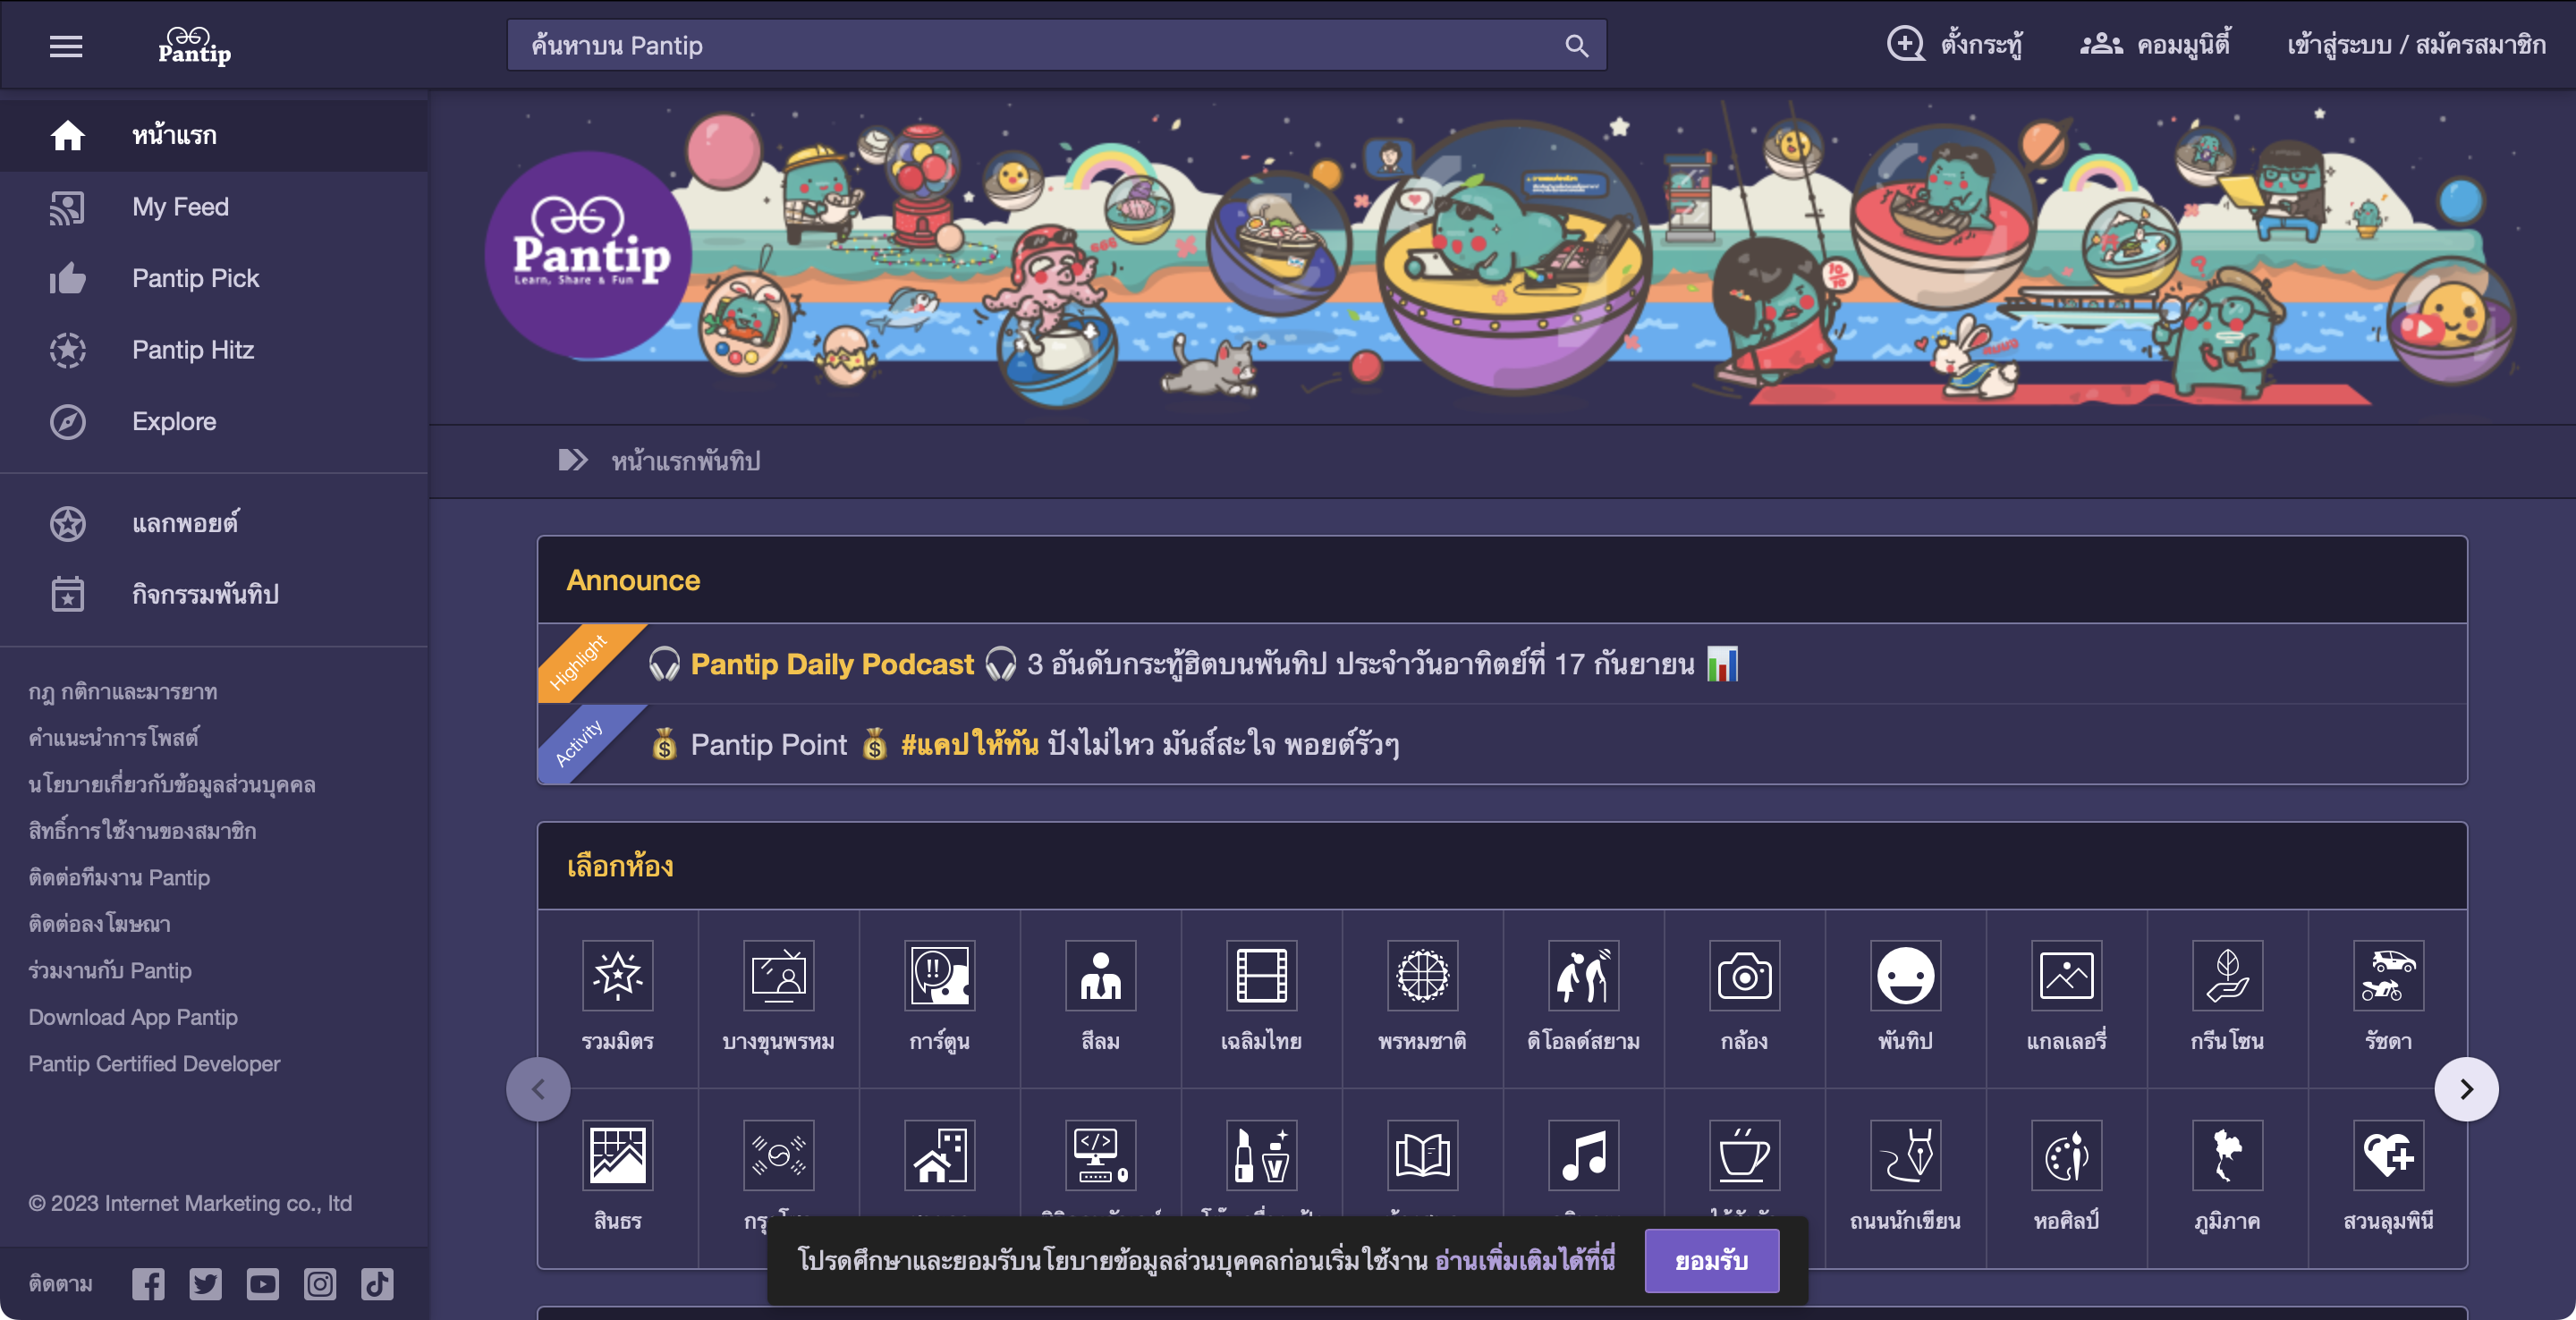 Pantip
ค้นหาบน Pantip
ตั้งกระทู้
คอมมูนิตี้
เข้าสู่ระบบ / สมัครสมาชิก
หน้าแรก
My Feed
Pantip Pick
Pantip Hitz
Explore
แลกพอยต์
กิจกรรมพันทิป
กฎ กติกาและมารยาท
คำแนะนำการโพสต์
นโยบายเกี่ยวกับข้อมูลส่วนบุคคล
สิทธิ์การใช้งานของสมาชิก
ติดต่อทีมงาน Pantip
ติดต่อลงโฆษณา
ร่วมงานกับ Pantip
Download App Pantip
Pantip Certified Developer
© 2023 Internet Marketing co., ltd
ติดตาม
Pantip
Learn, Share & Fun
666
10/10
หน้าแรกพันทิป
Announce
Highlight
Pantip Daily Podcast 3 อันดับกระทู้ฮิตบนพันทิป ประจำวันอาทิตย์ที่ 17 กันยายน
Activity
Pantip Point #แคปให้ทัน ปังไม่ไหว มันส์สะใจ พอยต์รัวๆ
เลือกห้อง
รวมมิตร
บางขุนพรหม
การ์ตูน
สีลม
เฉลิมไทย
พรหมชาติ
ดิโอลด์สยาม
กล้อง
พันทิป
แกลเลอรี่
กรีนโซน
รัชดา
สินธร
ถนนนักเขียน
หอศิลป์
ภูมิภาค
สวนลุมพินี
โปรดศึกษาและยอมรับนโยบายข้อมูลส่วนบุคคลก่อนเริ่มใช้งาน อ่านเพิ่มเติมได้ที่นี่
ยอมรับ